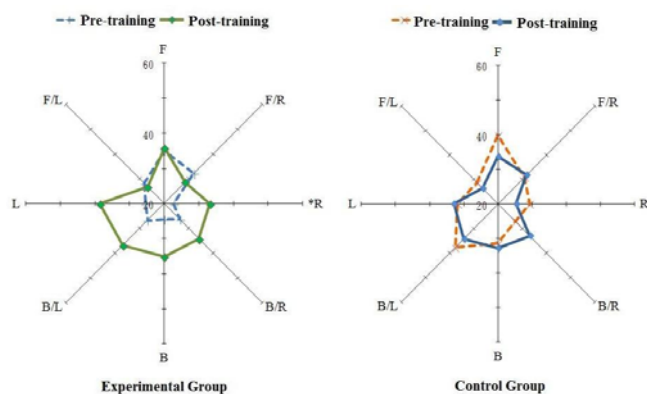 Pre-training Post-training
F
60
F/L
F/R
40
L
20
*R
B/L
B/R
B
Experimental Group
Pre-training Post-training
F
60
F/L
F/R
40
L
20
R
B/L
B/R
B
Control Group